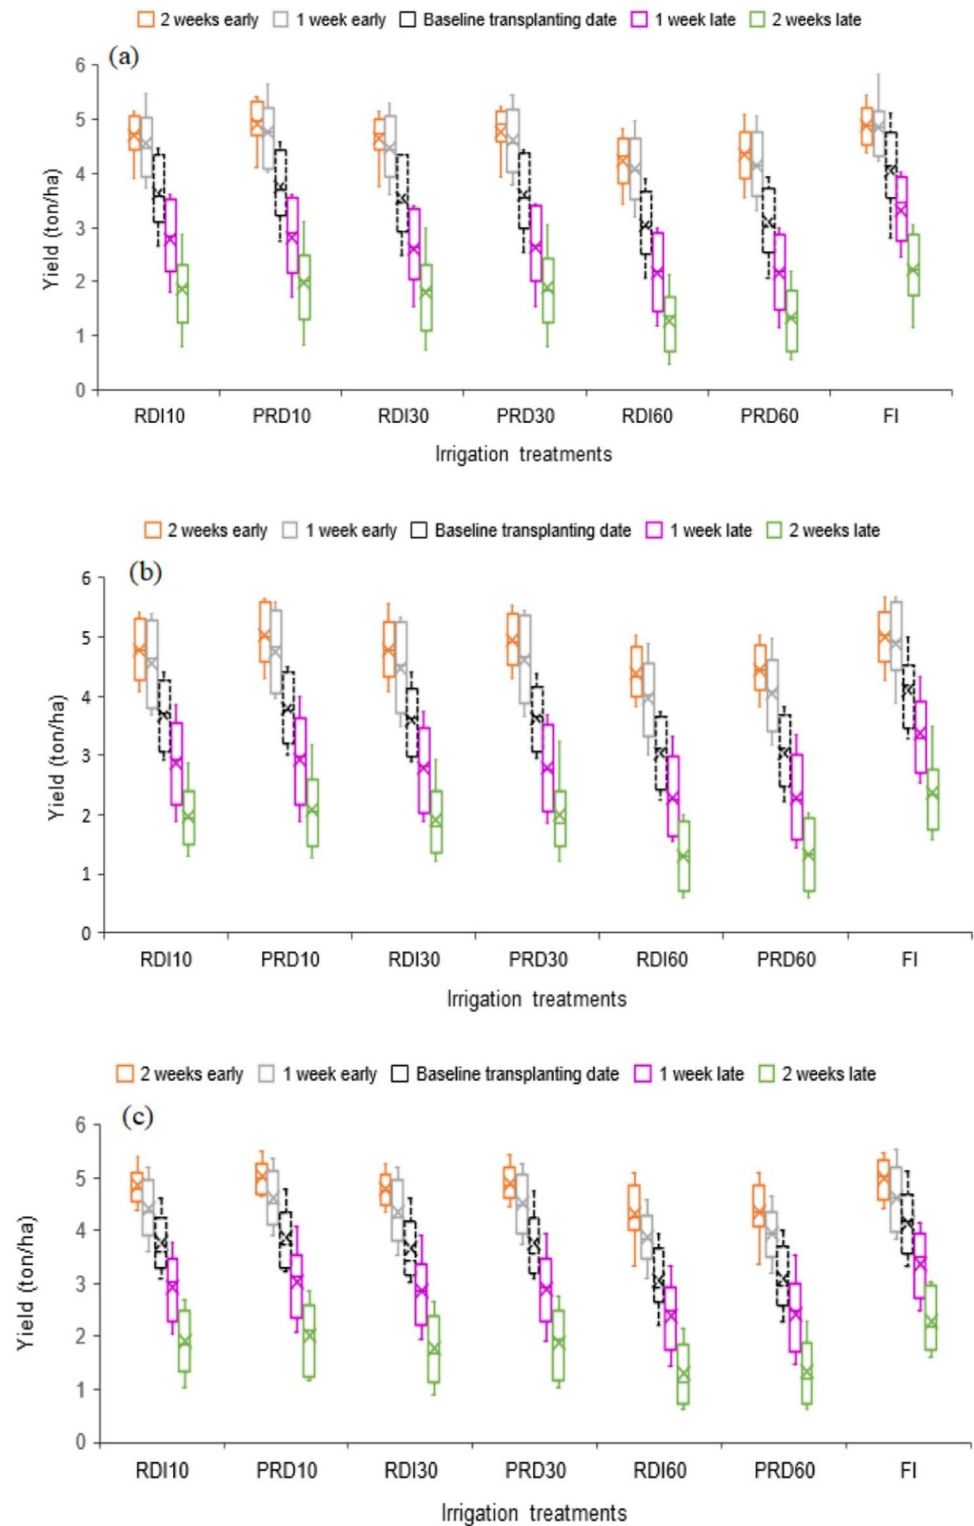 2 weeks early 1 week early Baseline transplanting date 1 week late 2 weeks late
(a)
Yield (ton/ha)
6
5
4
3
2
1
0
RDI10 PRD10 RDI30 PRD30 RDI60 PRD60 FI
Irrigation treatments
2 weeks early 1 week early Baseline transplanting date 1 week late 2 weeks late
(b)
Yield (ton/ha)
6
5
4
3
2
1
0
RDI10 PRD10 RDI30 PRD30 RDI60 PRD60 FI
Irrigation treatments
2 weeks early 1 week early Baseline transplanting date 1 week late 2 weeks late
(c)
Yield (ton/ha)
6
5
4
3
2
1
0
RDI10 PRD10 RDI30 PRD30 RDI60 PRD60 FI
Irrigation treatments